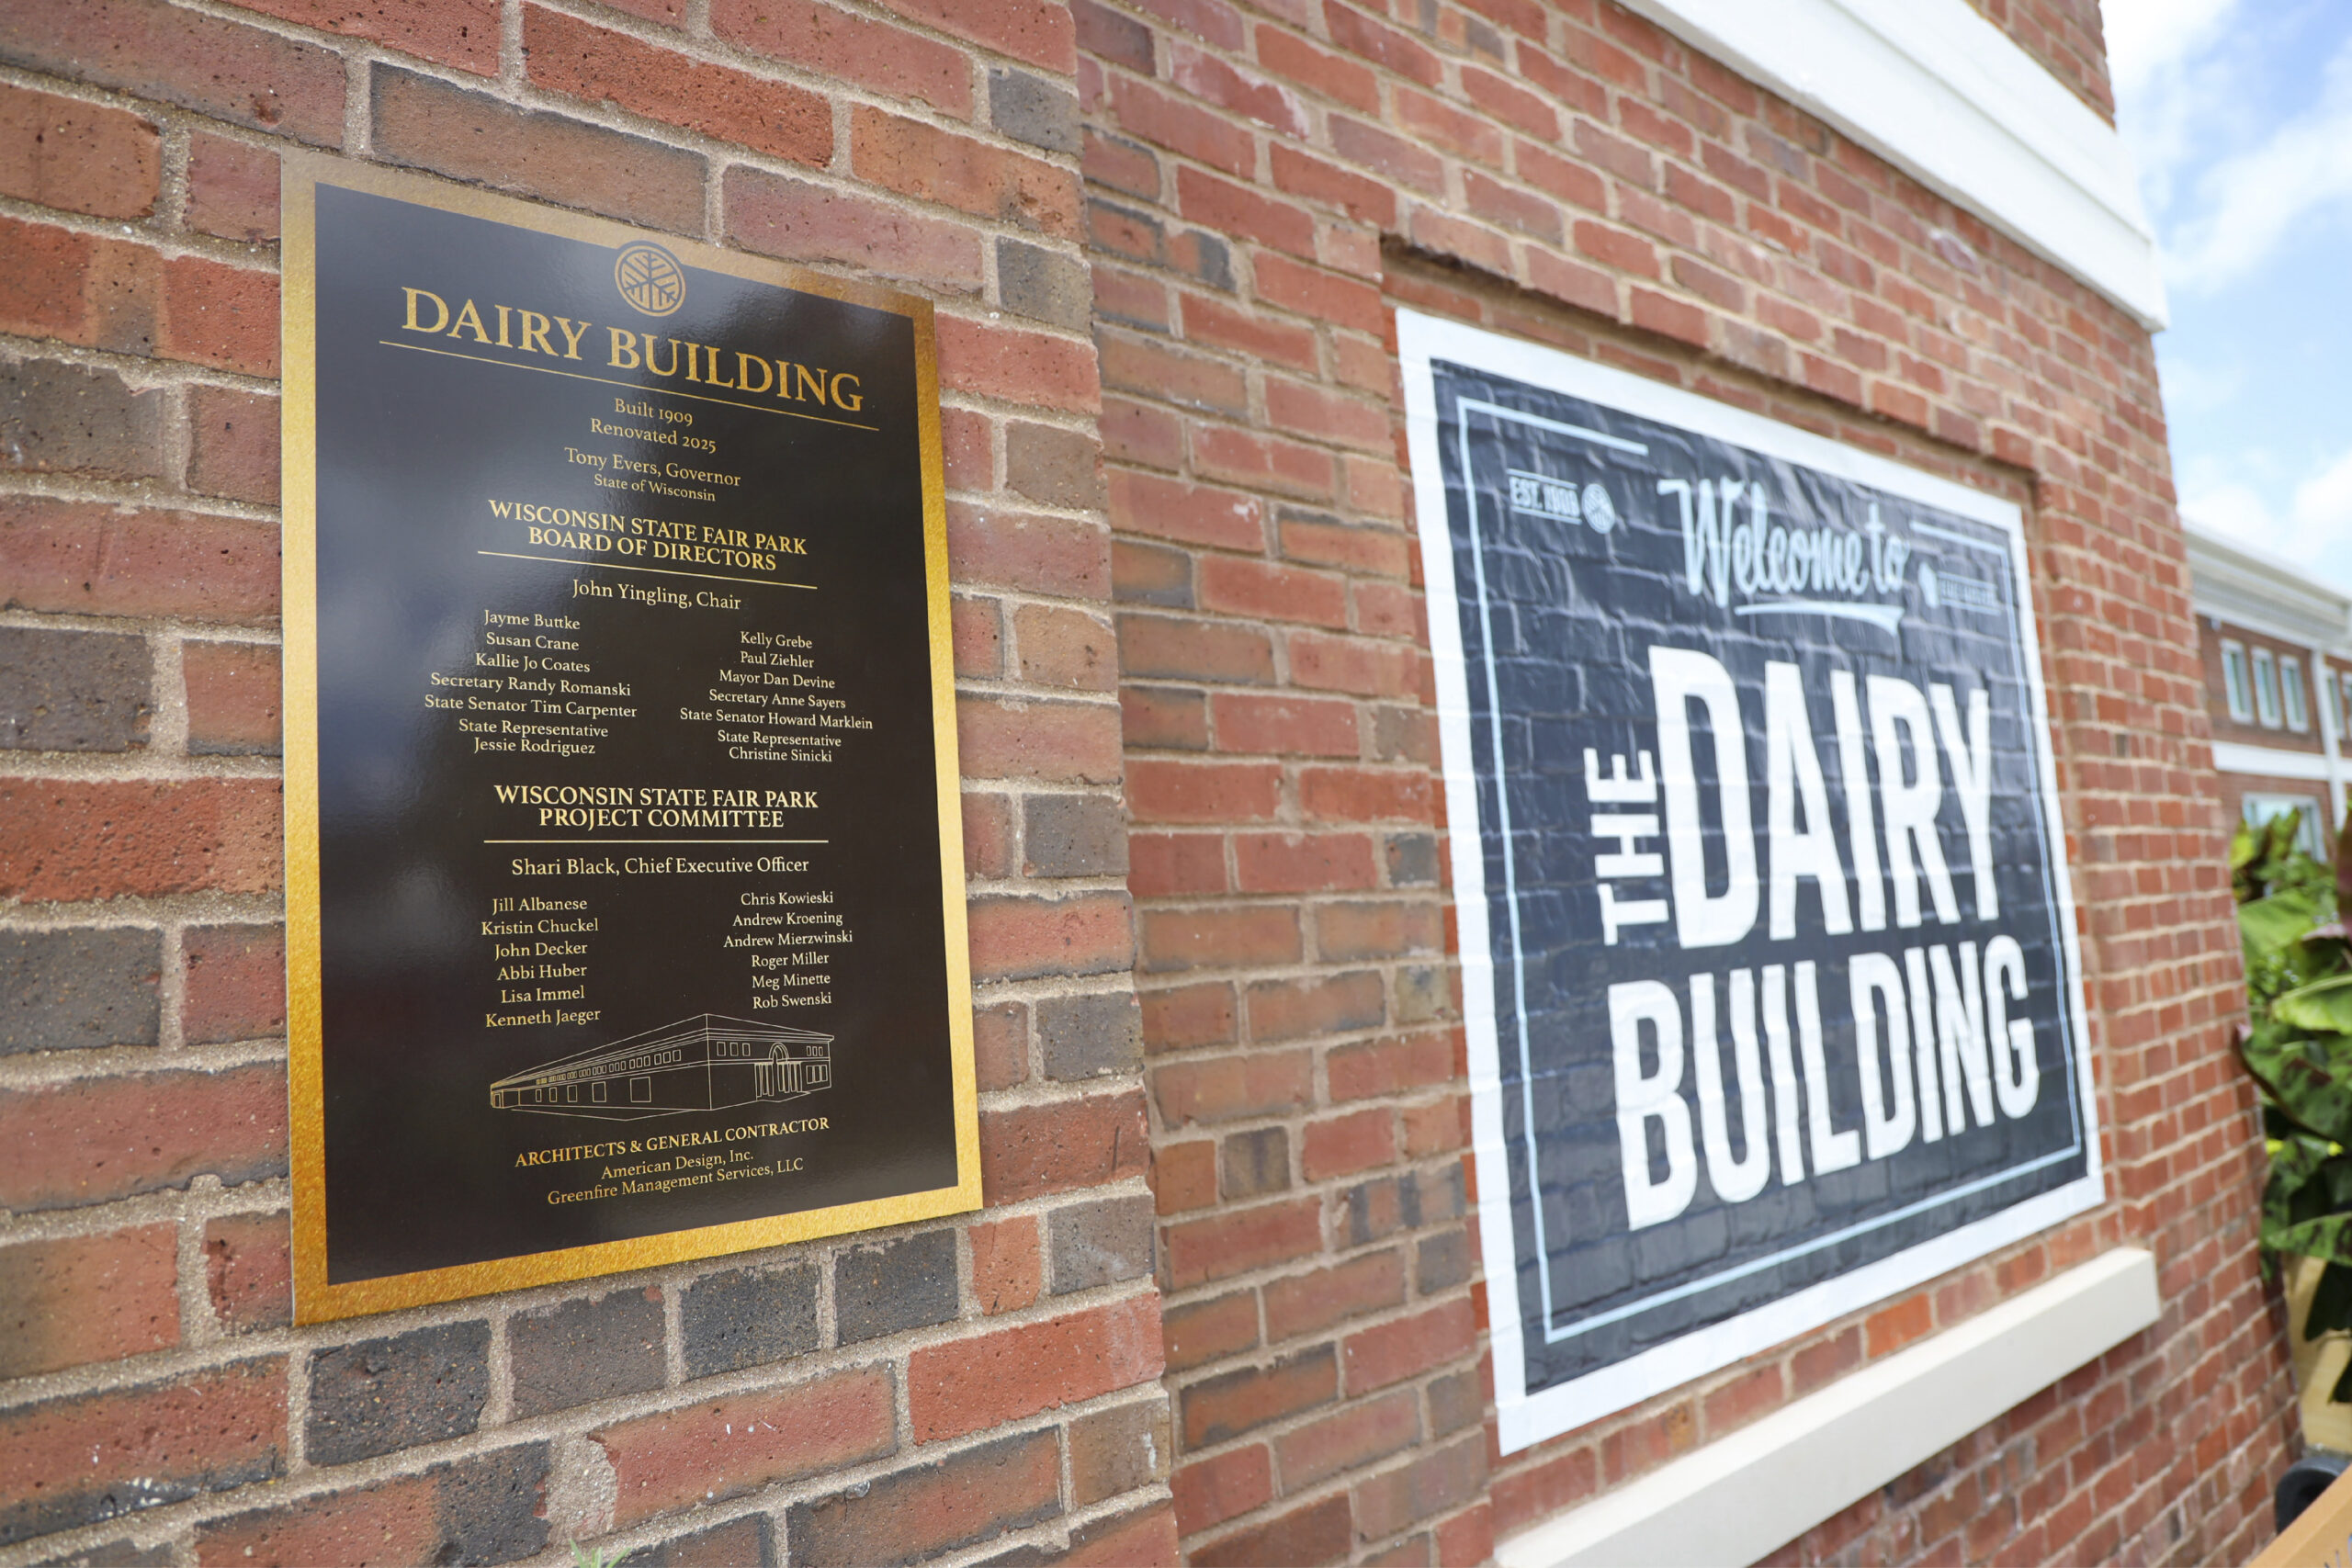 DAIRY BUILDING
Built 1909
Renovated 2025
Tony Evers, Governor
State of Wisconsin
WISCONSIN STATE FAIR PARK
BOARD OF DIRECTORS
John Yingling, Chair
Jayme Buttke
Susan Crane
Kallie Jo Coates
Secretary Randy Romanski
State Senator Tim Carpenter
State Representative
Jessie Rodriguez
Kelly Grebe
Paul Ziehler
Mayor Dan Devine
Secretary Anne Sayers
State Senator Howard Marklein
State Representative
Christine Sinicki
WISCONSIN STATE FAIR PARK
PROJECT COMMITTEE
Shari Black, Chief Executive Officer
Jill Albanese
Kristin Chuckel
John Decker
Abbi Huber
Lisa Immel
Kenneth Jaeger
Chris Kowieski
Andrew Kroening
Andrew Mierzwinski
Roger Miller
Meg Minette
Rob Swenski
ARCHITECTS & GENERAL CONTRACTOR
American Design, Inc.
Greenfire Management Services, LLC
EST. 1909
Welcome to
THE
DAIRY
BUILDING